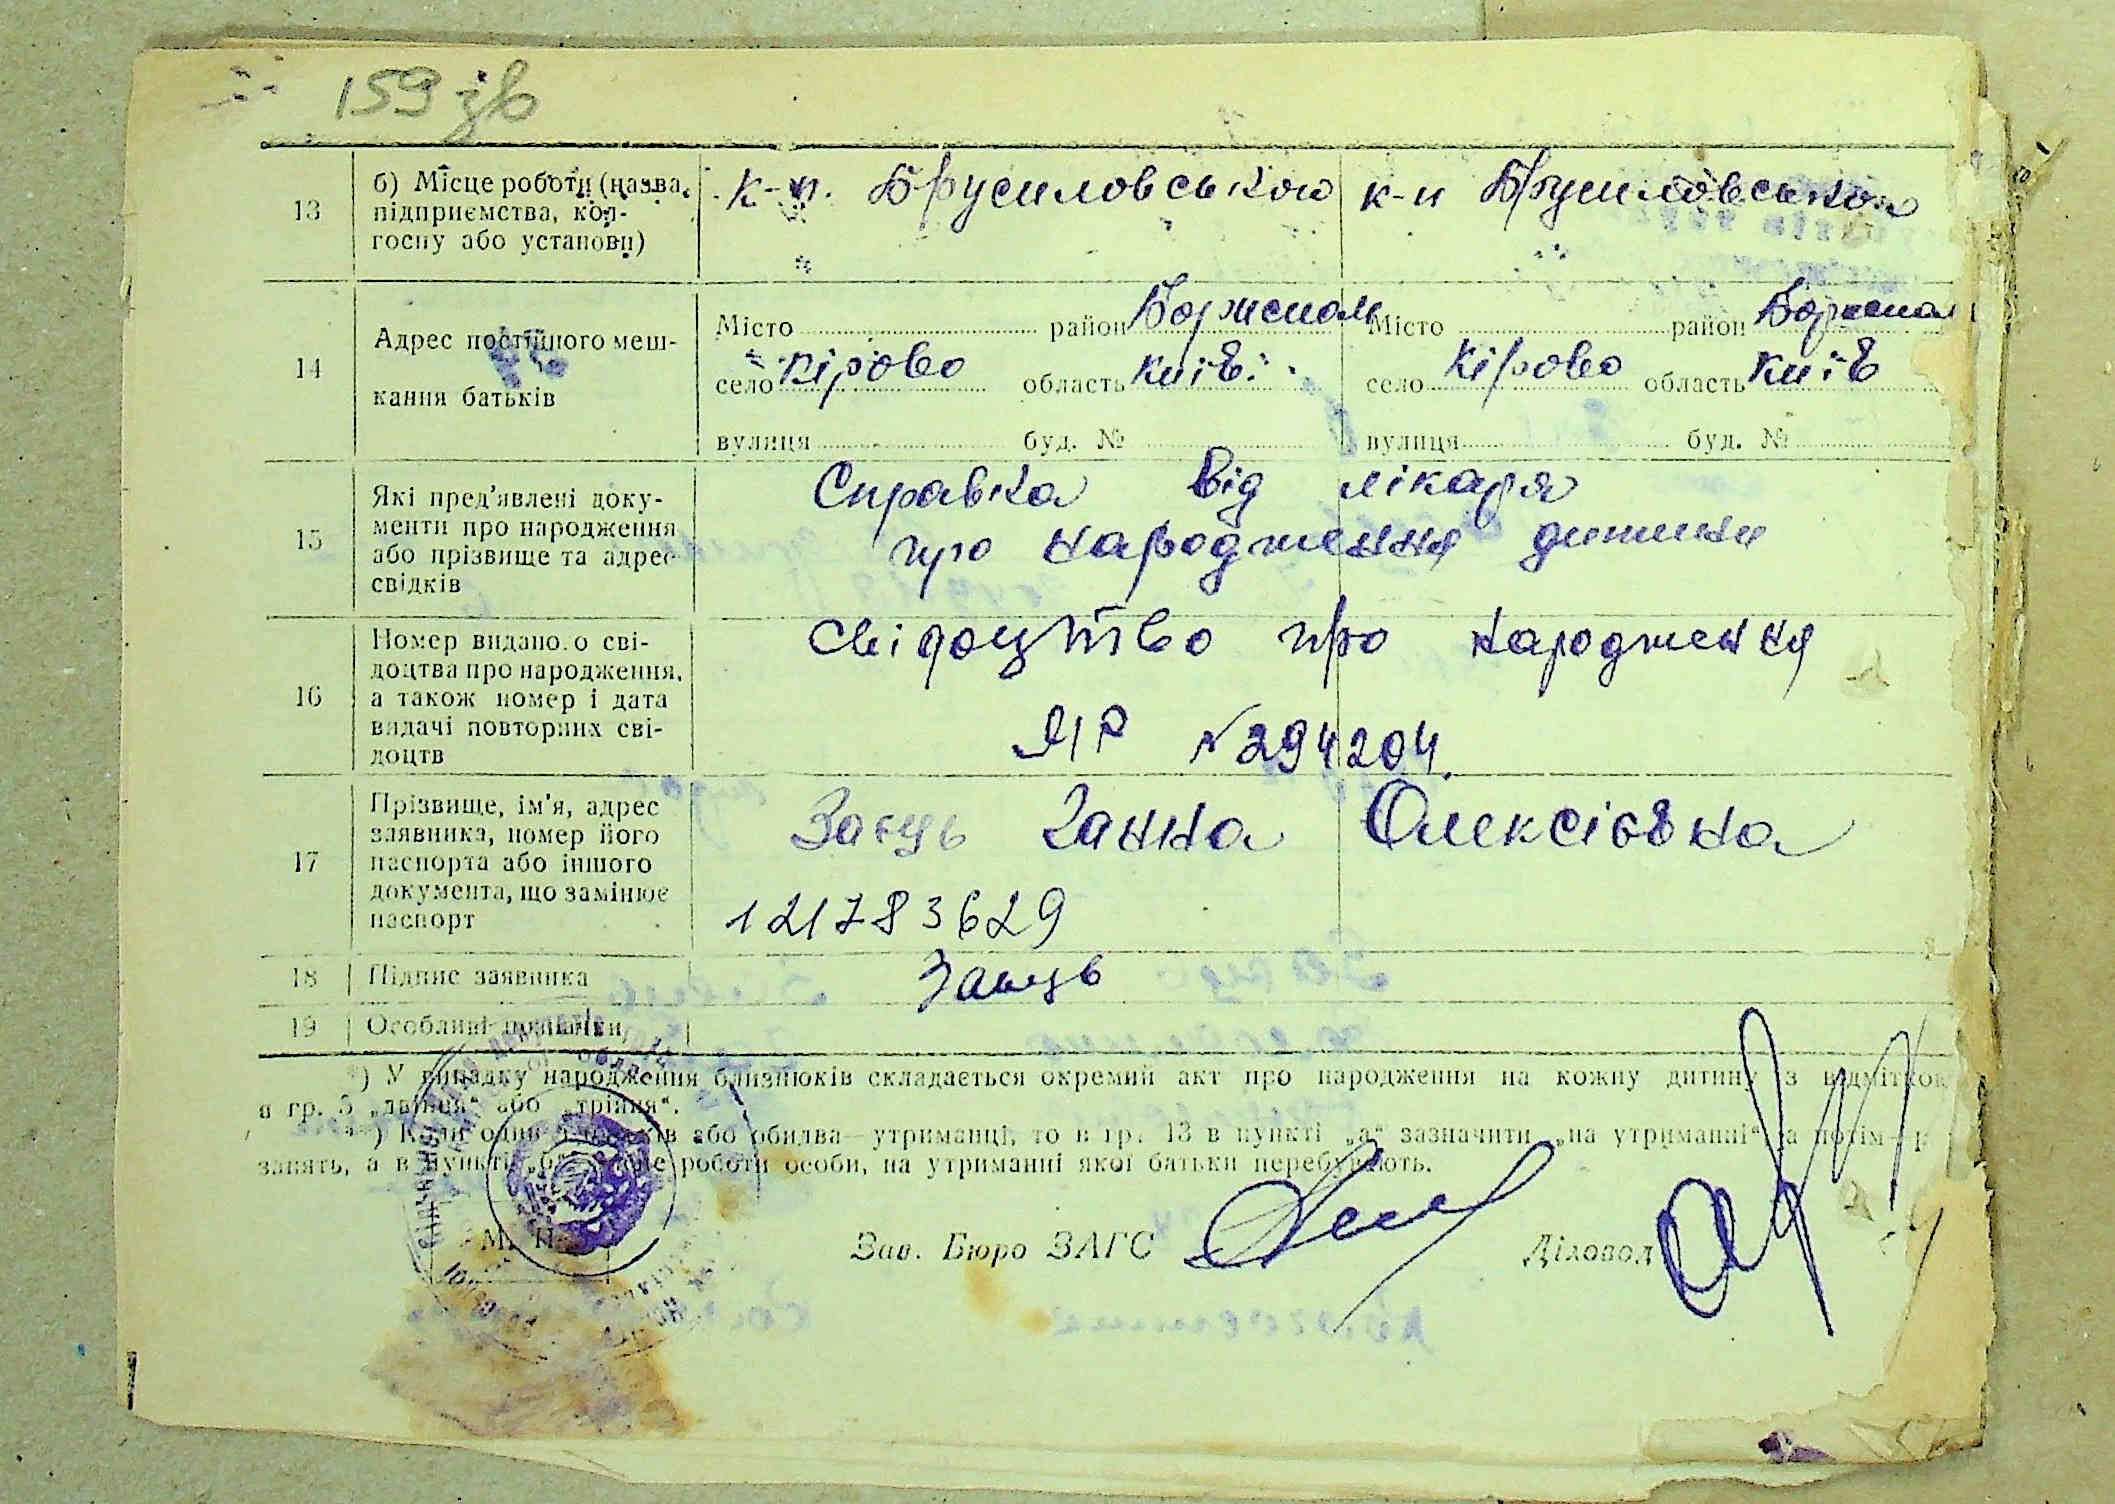 159 зв
13
б) Місце роботи (назва
підприємства, кол-
госпу або установи)
к-п. Брусиловського
к-п Брусиловського
14
Адрес постійного меш-
кання батьків
Місто район Бориспол
село Кірово область Київ.
вулиця буд. №
Місто район Бориспол
село Кірово область Київ
вулиця буд. №
15
Які пред'явлені доку-
менти про народження
або прізвище та адрес
свідків
Справка від лікаря
про народження дитини
16
Номер видано.о сві-
доцтва про народження,
а також номер і дата
видачі повторних сві-
доцтв
Свідоцтво про народження
ЯР №294204.
17
Прізвище, ім'я, адрес
заявника, номер його
паспорта або іншого
документа, що замінює
паспорт
Заєць Ганна Олексієвна
121783629
18
Підпис заявника
Заєць
19
Особливі помітки
*) У випадку народження близнюків складається окремий акт про народження на кожну дитину з відміткою
в гр. 5 „двійня“ або „трійня“.
**) Коли один з батьків або обидва—утриманці, то в гр. 13 в пункті „а“ зазначити „на утриманні“, а потім—р
занять, а в пункті „б“ місце роботи особи, на утриманні якої батьки перебувають.
М. П.
Зав. Бюро ЗАГС
Діловод